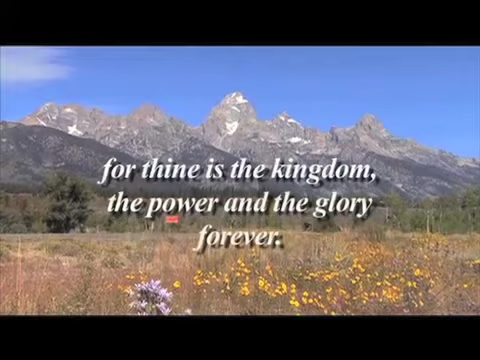 for thine is the kingdom,
the power and the glory
forever.